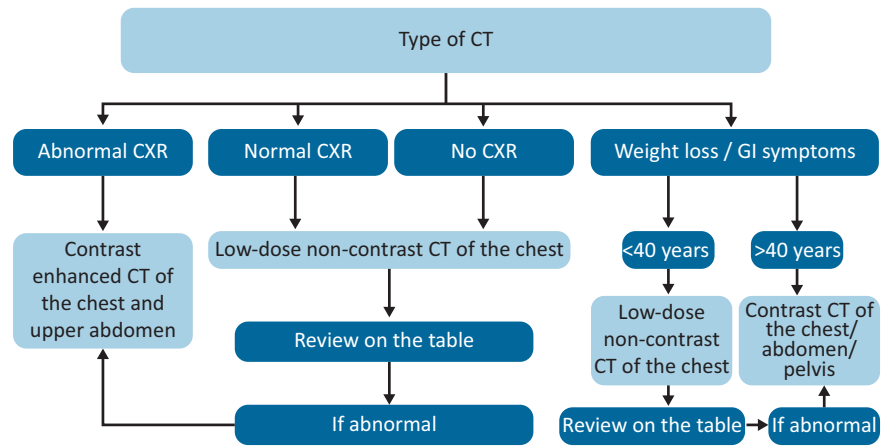 Type of CT
Abnormal CXR
Normal CXR
No CXR
Weight loss / GI symptoms
Contrast
enhanced CT of
the chest and
upper abdomen
Low-dose non-contrast CT of the chest
<40 years
>40 years
Review on the table
Low-dose
non-contrast
CT of the chest
Contrast CT of
the chest/
abdomen/
pelvis
If abnormal
Review on the table
If abnormal